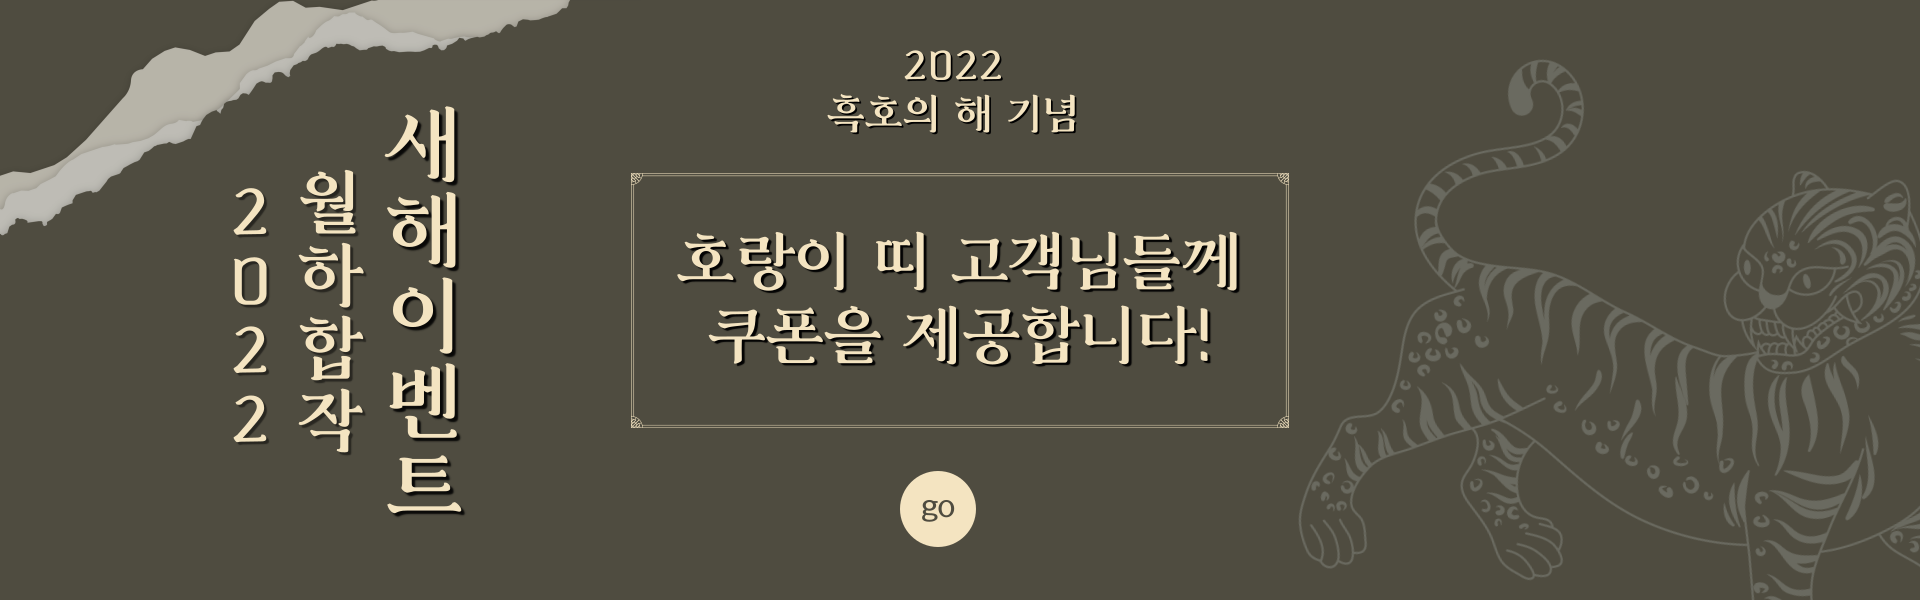 새해이벤트
월하합작
2022
2022
흑호의 해 기념
호랑이 띠 고객님들께
쿠폰을 제공합니다!
go